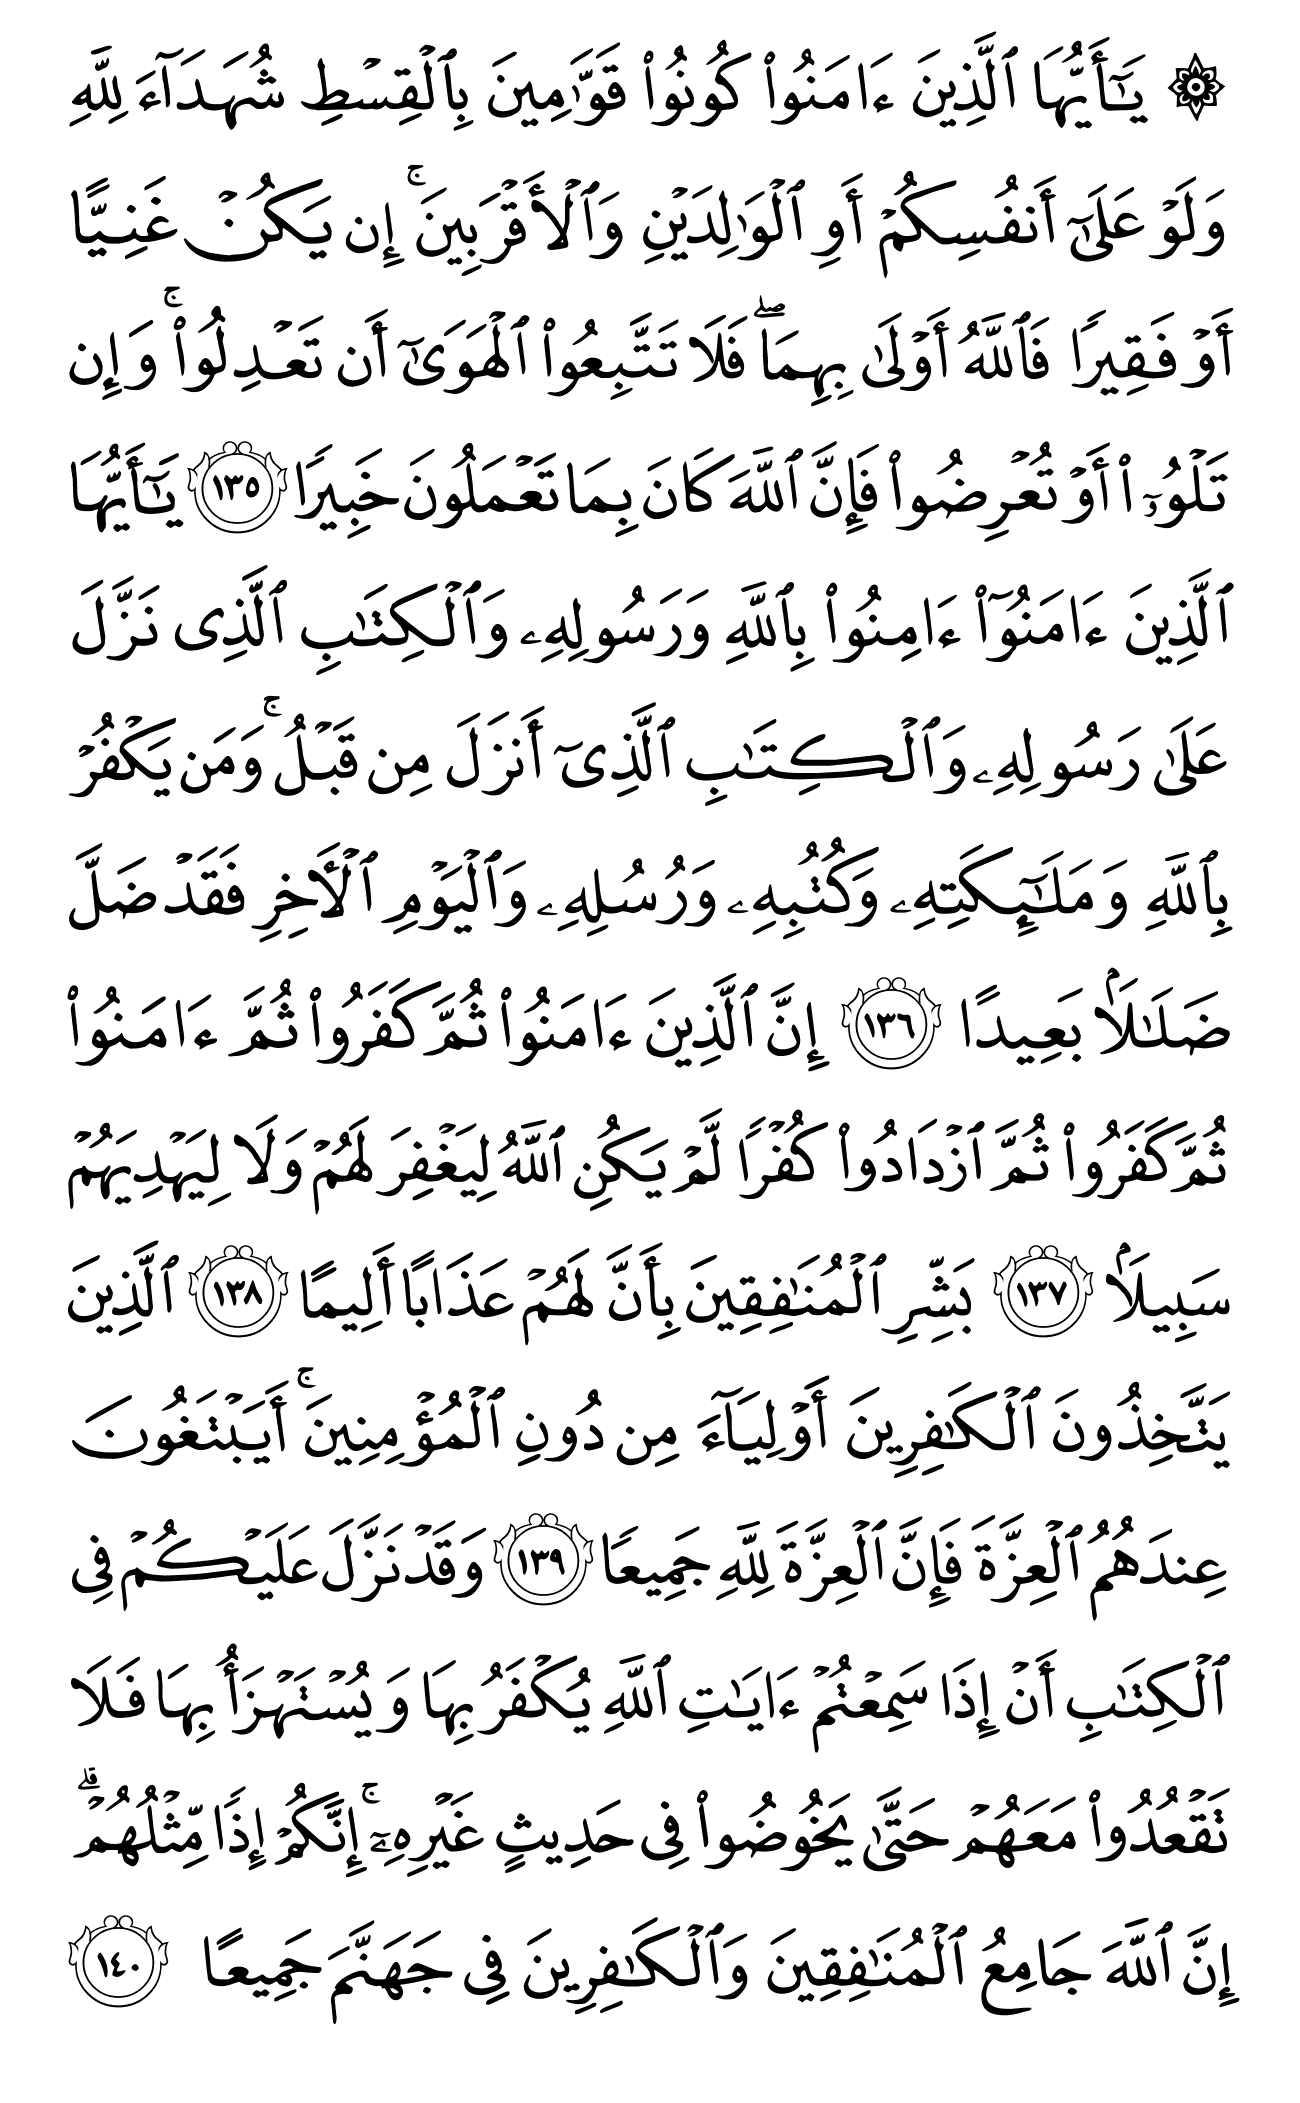 ۞ يَـٰٓأَيُّهَا ٱلَّذِينَ ءَامَنُوا۟ كُونُوا۟ قَوَّٰمِينَ بِٱلْقِسْطِ شُهَدَآءَ لِلَّهِ
وَلَوْ عَلَىٰٓ أَنفُسِكُمْ أَوِ ٱلْوَٰلِدَيْنِ وَٱلْأَقْرَبِينَ ۚ إِن يَكُنْ غَنِيًّا
أَوْ فَقِيرًا فَٱللَّهُ أَوْلَىٰ بِهِمَا ۖ فَلَا تَتَّبِعُوا۟ ٱلْهَوَىٰٓ أَن تَعْدِلُوا۟ ۚ وَإِن
تَلْوُۥٓا۟ أَوْ تُعْرِضُوا۟ فَإِنَّ ٱللَّهَ كَانَ بِمَا تَعْمَلُونَ خَبِيرًا ١٣٥ يَـٰٓأَيُّهَا
ٱلَّذِينَ ءَامَنُوٓا۟ ءَامِنُوا۟ بِٱللَّهِ وَرَسُولِهِۦ وَٱلْكِتَـٰبِ ٱلَّذِى نَزَّلَ
عَلَىٰ رَسُولِهِۦ وَٱلْكِتَـٰبِ ٱلَّذِىٓ أَنزَلَ مِن قَبْلُ ۚ وَمَن يَكْفُرْ
بِٱللَّهِ وَمَلَـٰٓئِكَتِهِۦ وَكُتُبِهِۦ وَرُسُلِهِۦ وَٱلْيَوْمِ ٱلْـَٔاخِرِ فَقَدْ ضَلَّ
ضَلَـٰلًۢا بَعِيدًا ١٣٦ إِنَّ ٱلَّذِينَ ءَامَنُوا۟ ثُمَّ كَفَرُوا۟ ثُمَّ ءَامَنُوا۟
ثُمَّ كَفَرُوا۟ ثُمَّ ٱزْدَادُوا۟ كُفْرًا لَّمْ يَكُنِ ٱللَّهُ لِيَغْفِرَ لَهُمْ وَلَا لِيَهْدِيَهُمْ
سَبِيلًۢا ١٣٧ بَشِّرِ ٱلْمُنَـٰفِقِينَ بِأَنَّ لَهُمْ عَذَابًا أَلِيمًا ١٣٨ ٱلَّذِينَ
يَتَّخِذُونَ ٱلْكَـٰفِرِينَ أَوْلِيَآءَ مِن دُونِ ٱلْمُؤْمِنِينَ ۚ أَيَبْتَغُونَ
عِندَهُمُ ٱلْعِزَّةَ فَإِنَّ ٱلْعِزَّةَ لِلَّهِ جَمِيعًا ١٣٩ وَقَدْ نَزَّلَ عَلَيْكُمْ فِى
ٱلْكِتَـٰبِ أَنْ إِذَا سَمِعْتُمْ ءَايَـٰتِ ٱللَّهِ يُكْفَرُ بِهَا وَيُسْتَهْزَأُ بِهَا فَلَا
تَقْعُدُوا۟ مَعَهُمْ حَتَّىٰ يَخُوضُوا۟ فِى حَدِيثٍ غَيْرِهِۦٓ ۚ إِنَّكُمْ إِذًا مِّثْلُهُمْ ۗ
إِنَّ ٱللَّهَ جَامِعُ ٱلْمُنَـٰفِقِينَ وَٱلْكَـٰفِرِينَ فِى جَهَنَّمَ جَمِيعًا ١٤٠